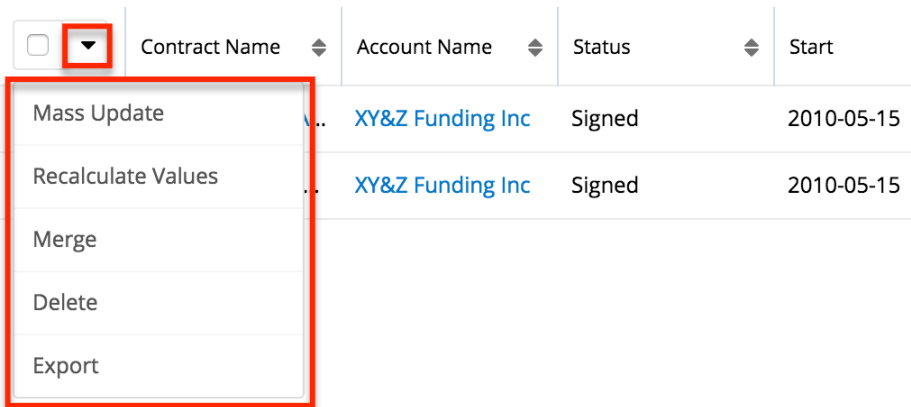 Contract Name Account Name Status Start
Mass Update XY&Z Funding Inc Signed 2010-05-15
Recalculate Values XY&Z Funding Inc Signed 2010-05-15
Merge
Delete
Export